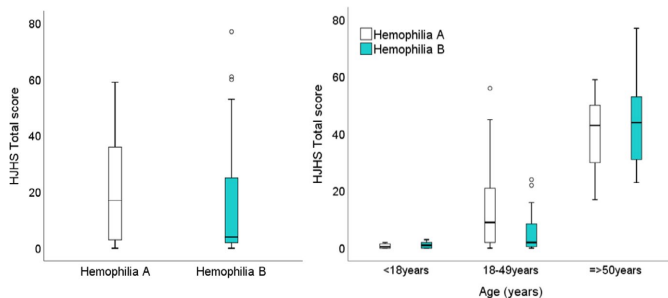 HJHS Total score
80
60
40
20
0
Hemophilia A
Hemophilia B
HJHS Total score
80
60
40
20
0
Hemophilia A
Hemophilia B
<18years
18-49years
=>50years
Age (years)